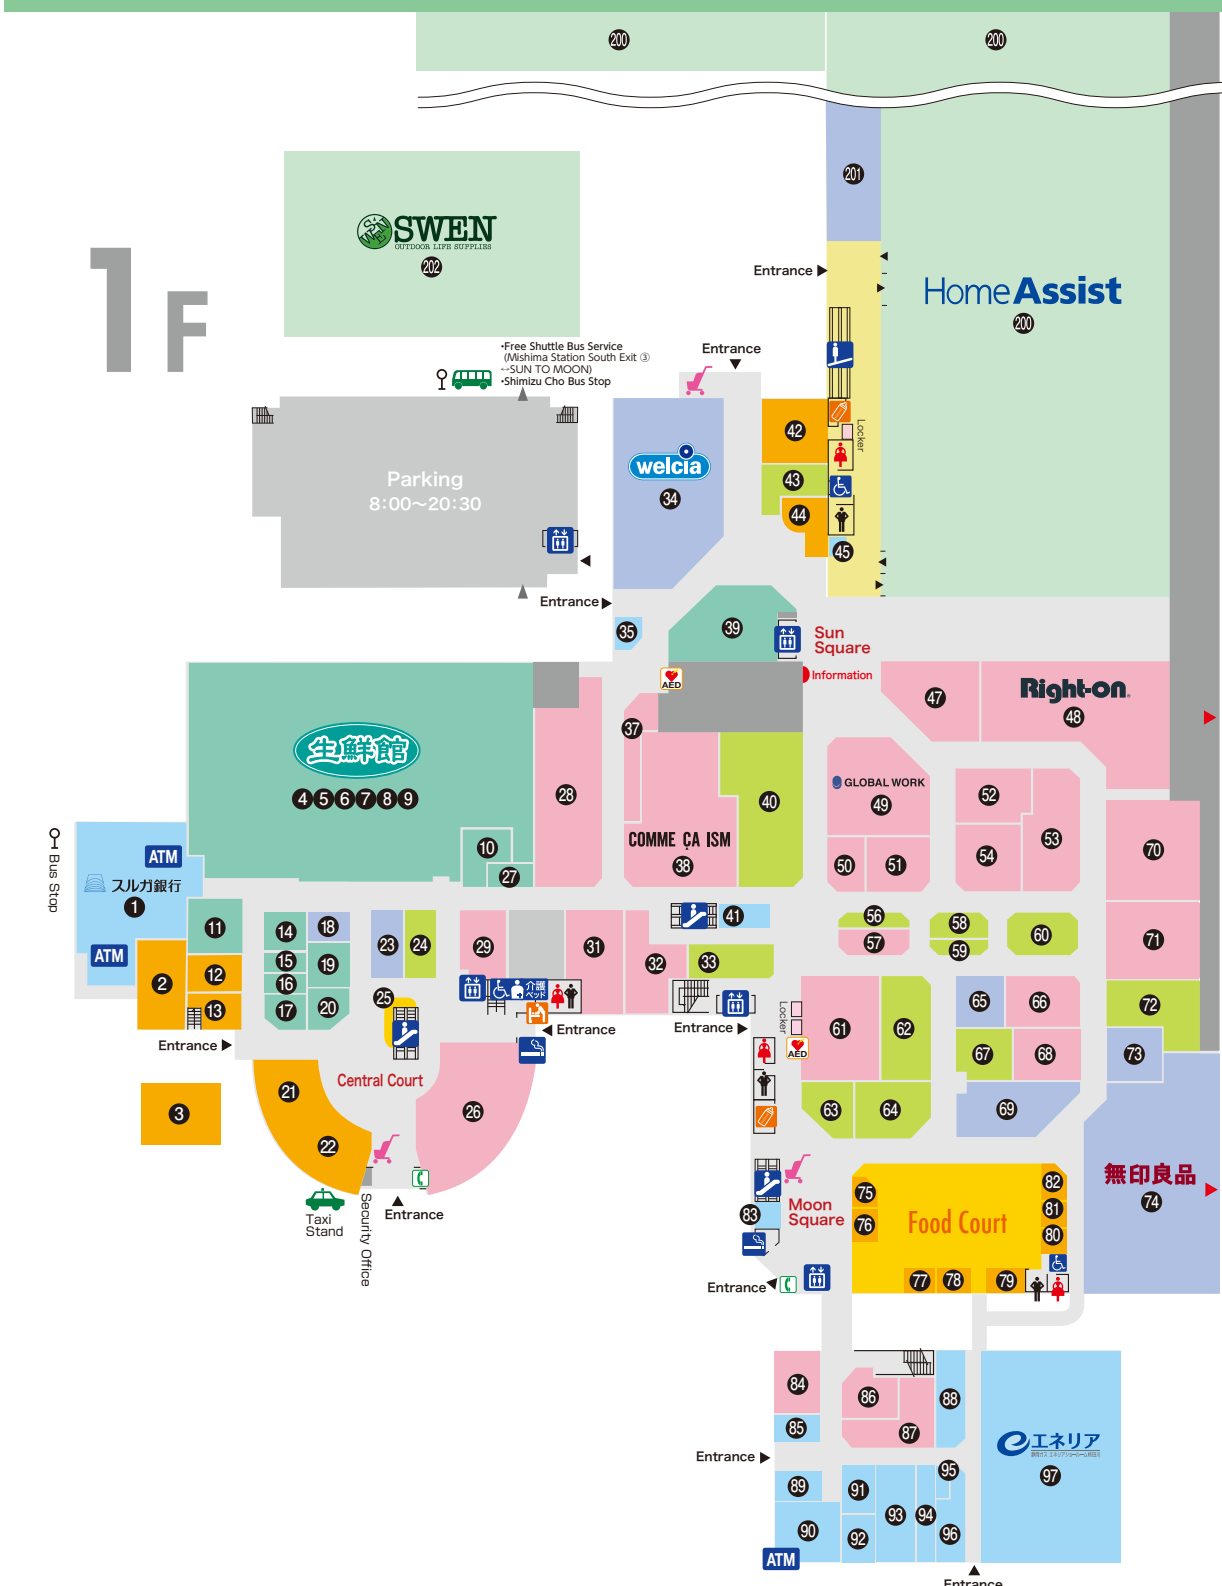 200
200
201
SWEN
OUTDOOR LIFE SUPPLIES
202
1F
Entrance
Home Assist
200
•Free Shuttle Bus Service
(Mishima Station South Exit ③
↔SUN TO MOON)
•Shimizu Cho Bus Stop
Entrance
42
Locker
Parking
8:00〜20:30
welcia
34
43
44
45
Entrance
35
39
Sun
Square
AED
Information
47
Right-on
48
37
生鮮館
4 5 6 7 8 9
28
40
GLOBAL WORK
49
52
53
COMME ÇA ISM
38
10
27
50
51
54
70
Bus Stop
ATM
スルガ銀行
1
ATM
11
14
18
23
24
29
31
41
56
57
58
59
60
71
2
12
15
19
32
33
16
13
17
20
25
介護
ベッド
Entrance
Entrance
Entrance
Locker
AED
61
62
65
66
72
67
68
73
Central Court
21
22
26
3
63
64
69
Taxi
Stand
Security Office
Entrance
無印良品
74
75
76
Food Court
82
81
80
83
Moon
Square
77
78
79
Entrance
84
85
86
87
88
エネリア
97
Entrance
89
90
91
92
93
94
95
96
ATM
Entrance